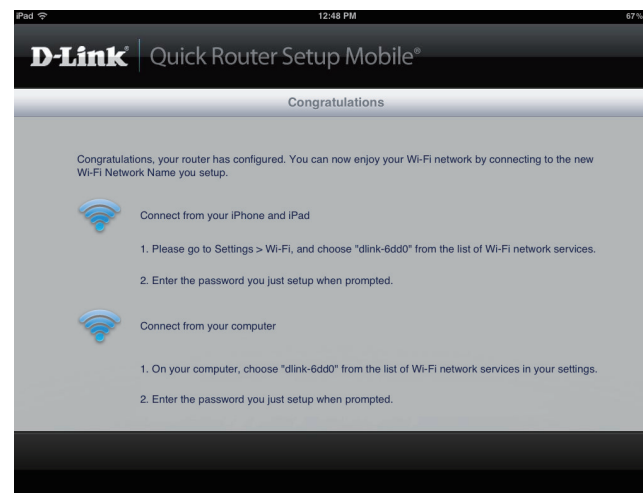 iPad 12:48 PM 67%
D-Link® Quick Router Setup Mobile®
Congratulations
Congratulations, your router has configured. You can now enjoy your Wi-Fi network by connecting to the new
Wi-Fi Network Name you setup.
Connect from your iPhone and iPad
1. Please go to Settings > Wi-Fi, and choose "dlink-6dd0" from the list of Wi-Fi network services.
2. Enter the password you just setup when prompted.
Connect from your computer
1. On your computer, choose "dlink-6dd0" from the list of Wi-Fi network services in your settings.
2. Enter the password you just setup when prompted.